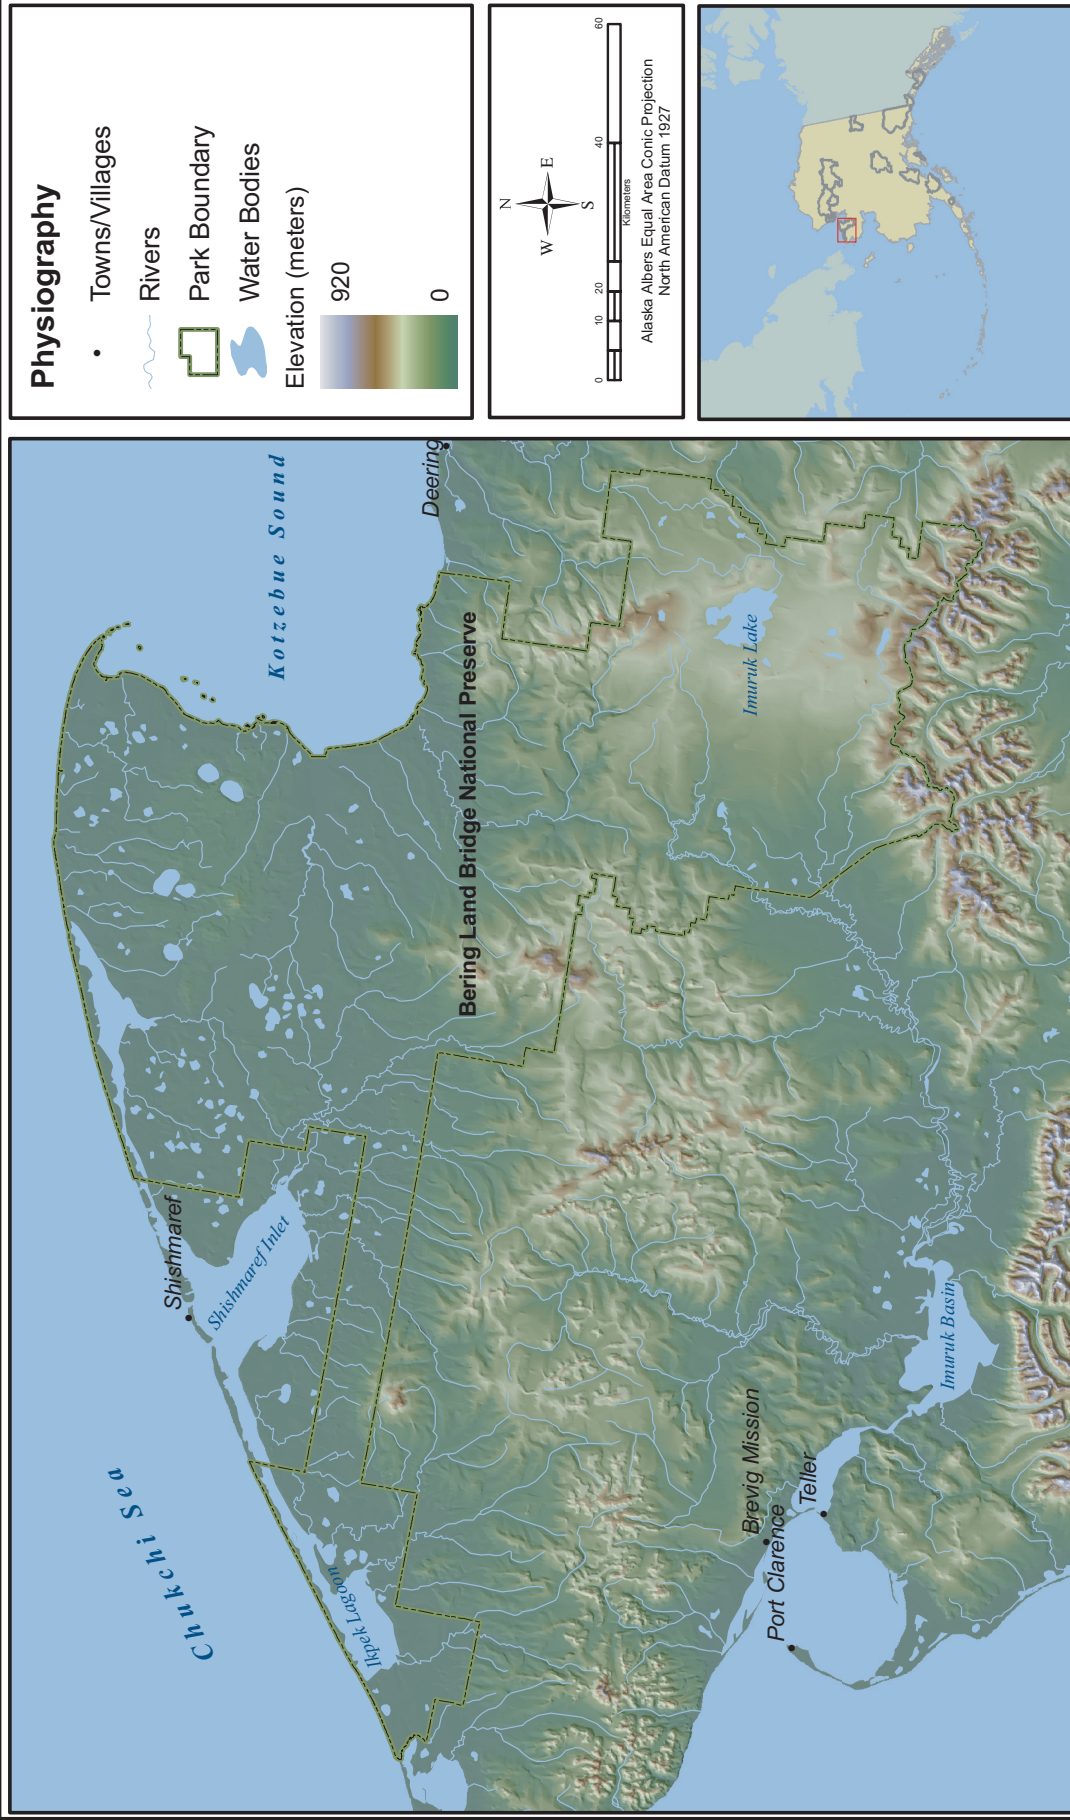 Chukchi Sea
Kotzebue Sound
Shishmaref
Shishmaref Inlet
Ikpek Lagoon
Deering
Bering Land Bridge National Preserve
Imuruk Lake
Brevig Mission
Port Clarence
Teller
Imuruk Basin
Physiography
Towns/Villages
Rivers
Park Boundary
Water Bodies
Elevation (meters)
920
0
N
W E
S
0 10 20 40 60
Kilometers
Alaska Albers Equal Area Conic Projection
North American Datum 1927